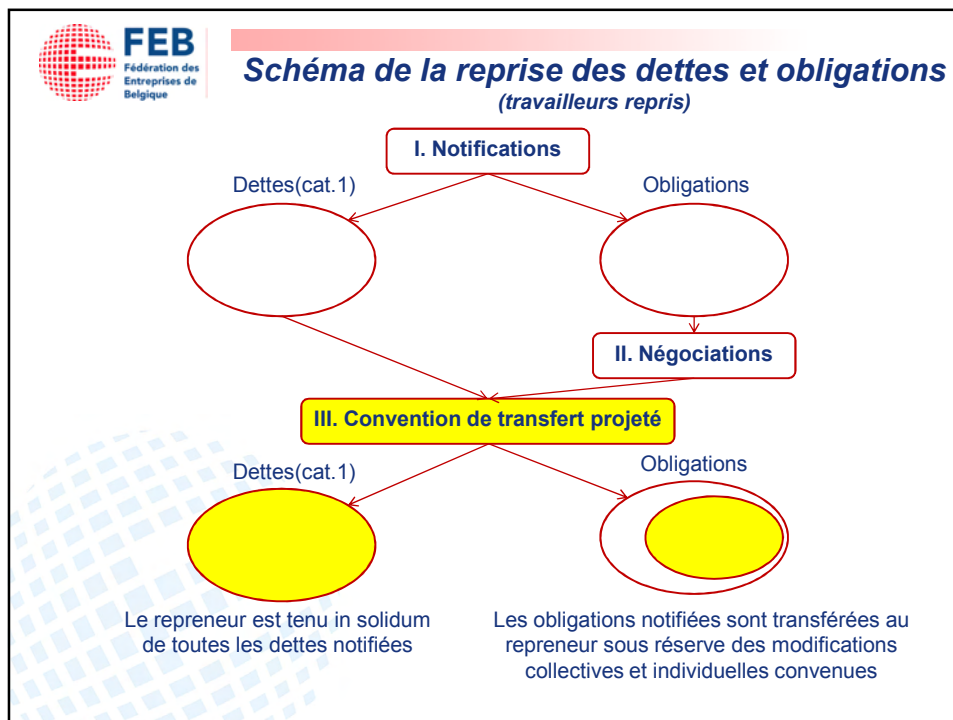 FEB
Fédération des
Entreprises de
Belgique
Schéma de la reprise des dettes et obligations
(travailleurs repris)
I. Notifications
Dettes(cat.1)
Obligations
II. Négociations
III. Convention de transfert projeté
Dettes(cat.1)
Obligations
Le repreneur est tenu in solidum
de toutes les dettes notifiées
Les obligations notifiées sont transférées au
repreneur sous réserve des modifications
collectives et individuelles convenues